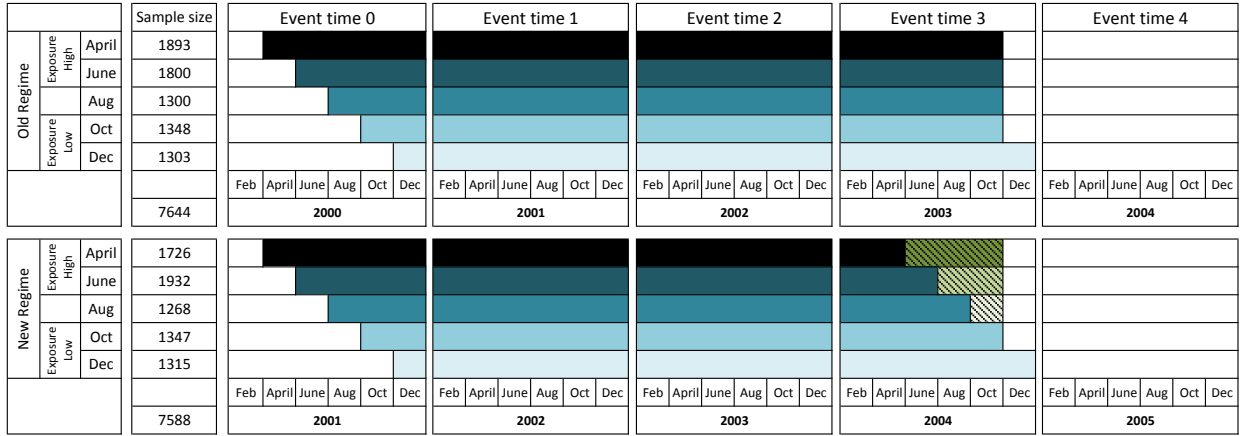 Sample size Event time 0 Event time 1 Event time 2 Event time 3 Event time 4
Old Regime
Exposure High
April 1893
June 1800
Aug 1300
Exposure Low
Oct 1348
Dec 1303
Feb April June Aug Oct Dec Feb April June Aug Oct Dec Feb April June Aug Oct Dec Feb April June Aug Oct Dec Feb April June Aug Oct Dec
7644 2000 2001 2002 2003 2004
New Regime
Exposure High
April 1726
June 1932
Aug 1268
Exposure Low
Oct 1347
Dec 1315
Feb April June Aug Oct Dec Feb April June Aug Oct Dec Feb April June Aug Oct Dec Feb April June Aug Oct Dec Feb April June Aug Oct Dec
7588 2001 2002 2003 2004 2005